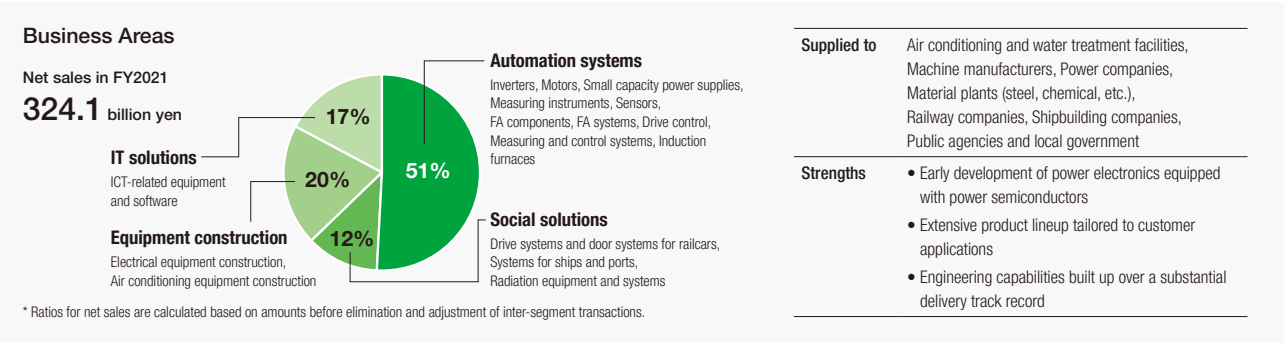 Business Areas
Net sales in FY2021
324.1 billion yen
17%
20%
12%
51%
IT solutions
ICT-related equipment
and software
Equipment construction
Electrical equipment construction,
Air conditioning equipment construction
Automation systems
Inverters, Motors, Small capacity power supplies,
Measuring instruments, Sensors,
FA components, FA systems, Drive control,
Measuring and control systems, Induction
furnaces
Social solutions
Drive systems and door systems for railcars,
Systems for ships and ports,
Radiation equipment and systems
* Ratios for net sales are calculated based on amounts before elimination and adjustment of inter-segment transactions.
Supplied to
Air conditioning and water treatment facilities,
Machine manufacturers, Power companies,
Material plants (steel, chemical, etc.),
Railway companies, Shipbuilding companies,
Public agencies and local government
Strengths
• Early development of power electronics equipped
with power semiconductors
• Extensive product lineup tailored to customer
applications
• Engineering capabilities built up over a substantial
delivery track record